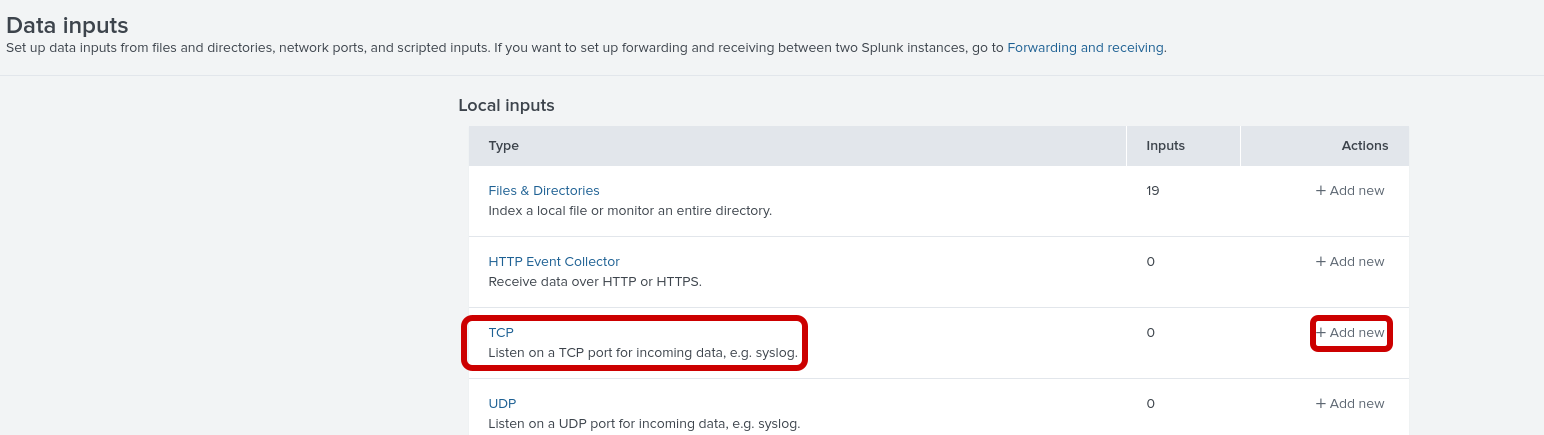 Data inputs
Set up data inputs from files and directories, network ports, and scripted inputs. If you want to set up forwarding and receiving between two Splunk instances, go to Forwarding and receiving.
Local inputs
Type Inputs Actions
Files & Directories 19 + Add new
Index a local file or monitor an entire directory.
HTTP Event Collector 0 + Add new
Receive data over HTTP or HTTPS.
TCP 0 + Add new
Listen on a TCP port for incoming data, e.g. syslog.
UDP 0 + Add new
Listen on a UDP port for incoming data, e.g. syslog.